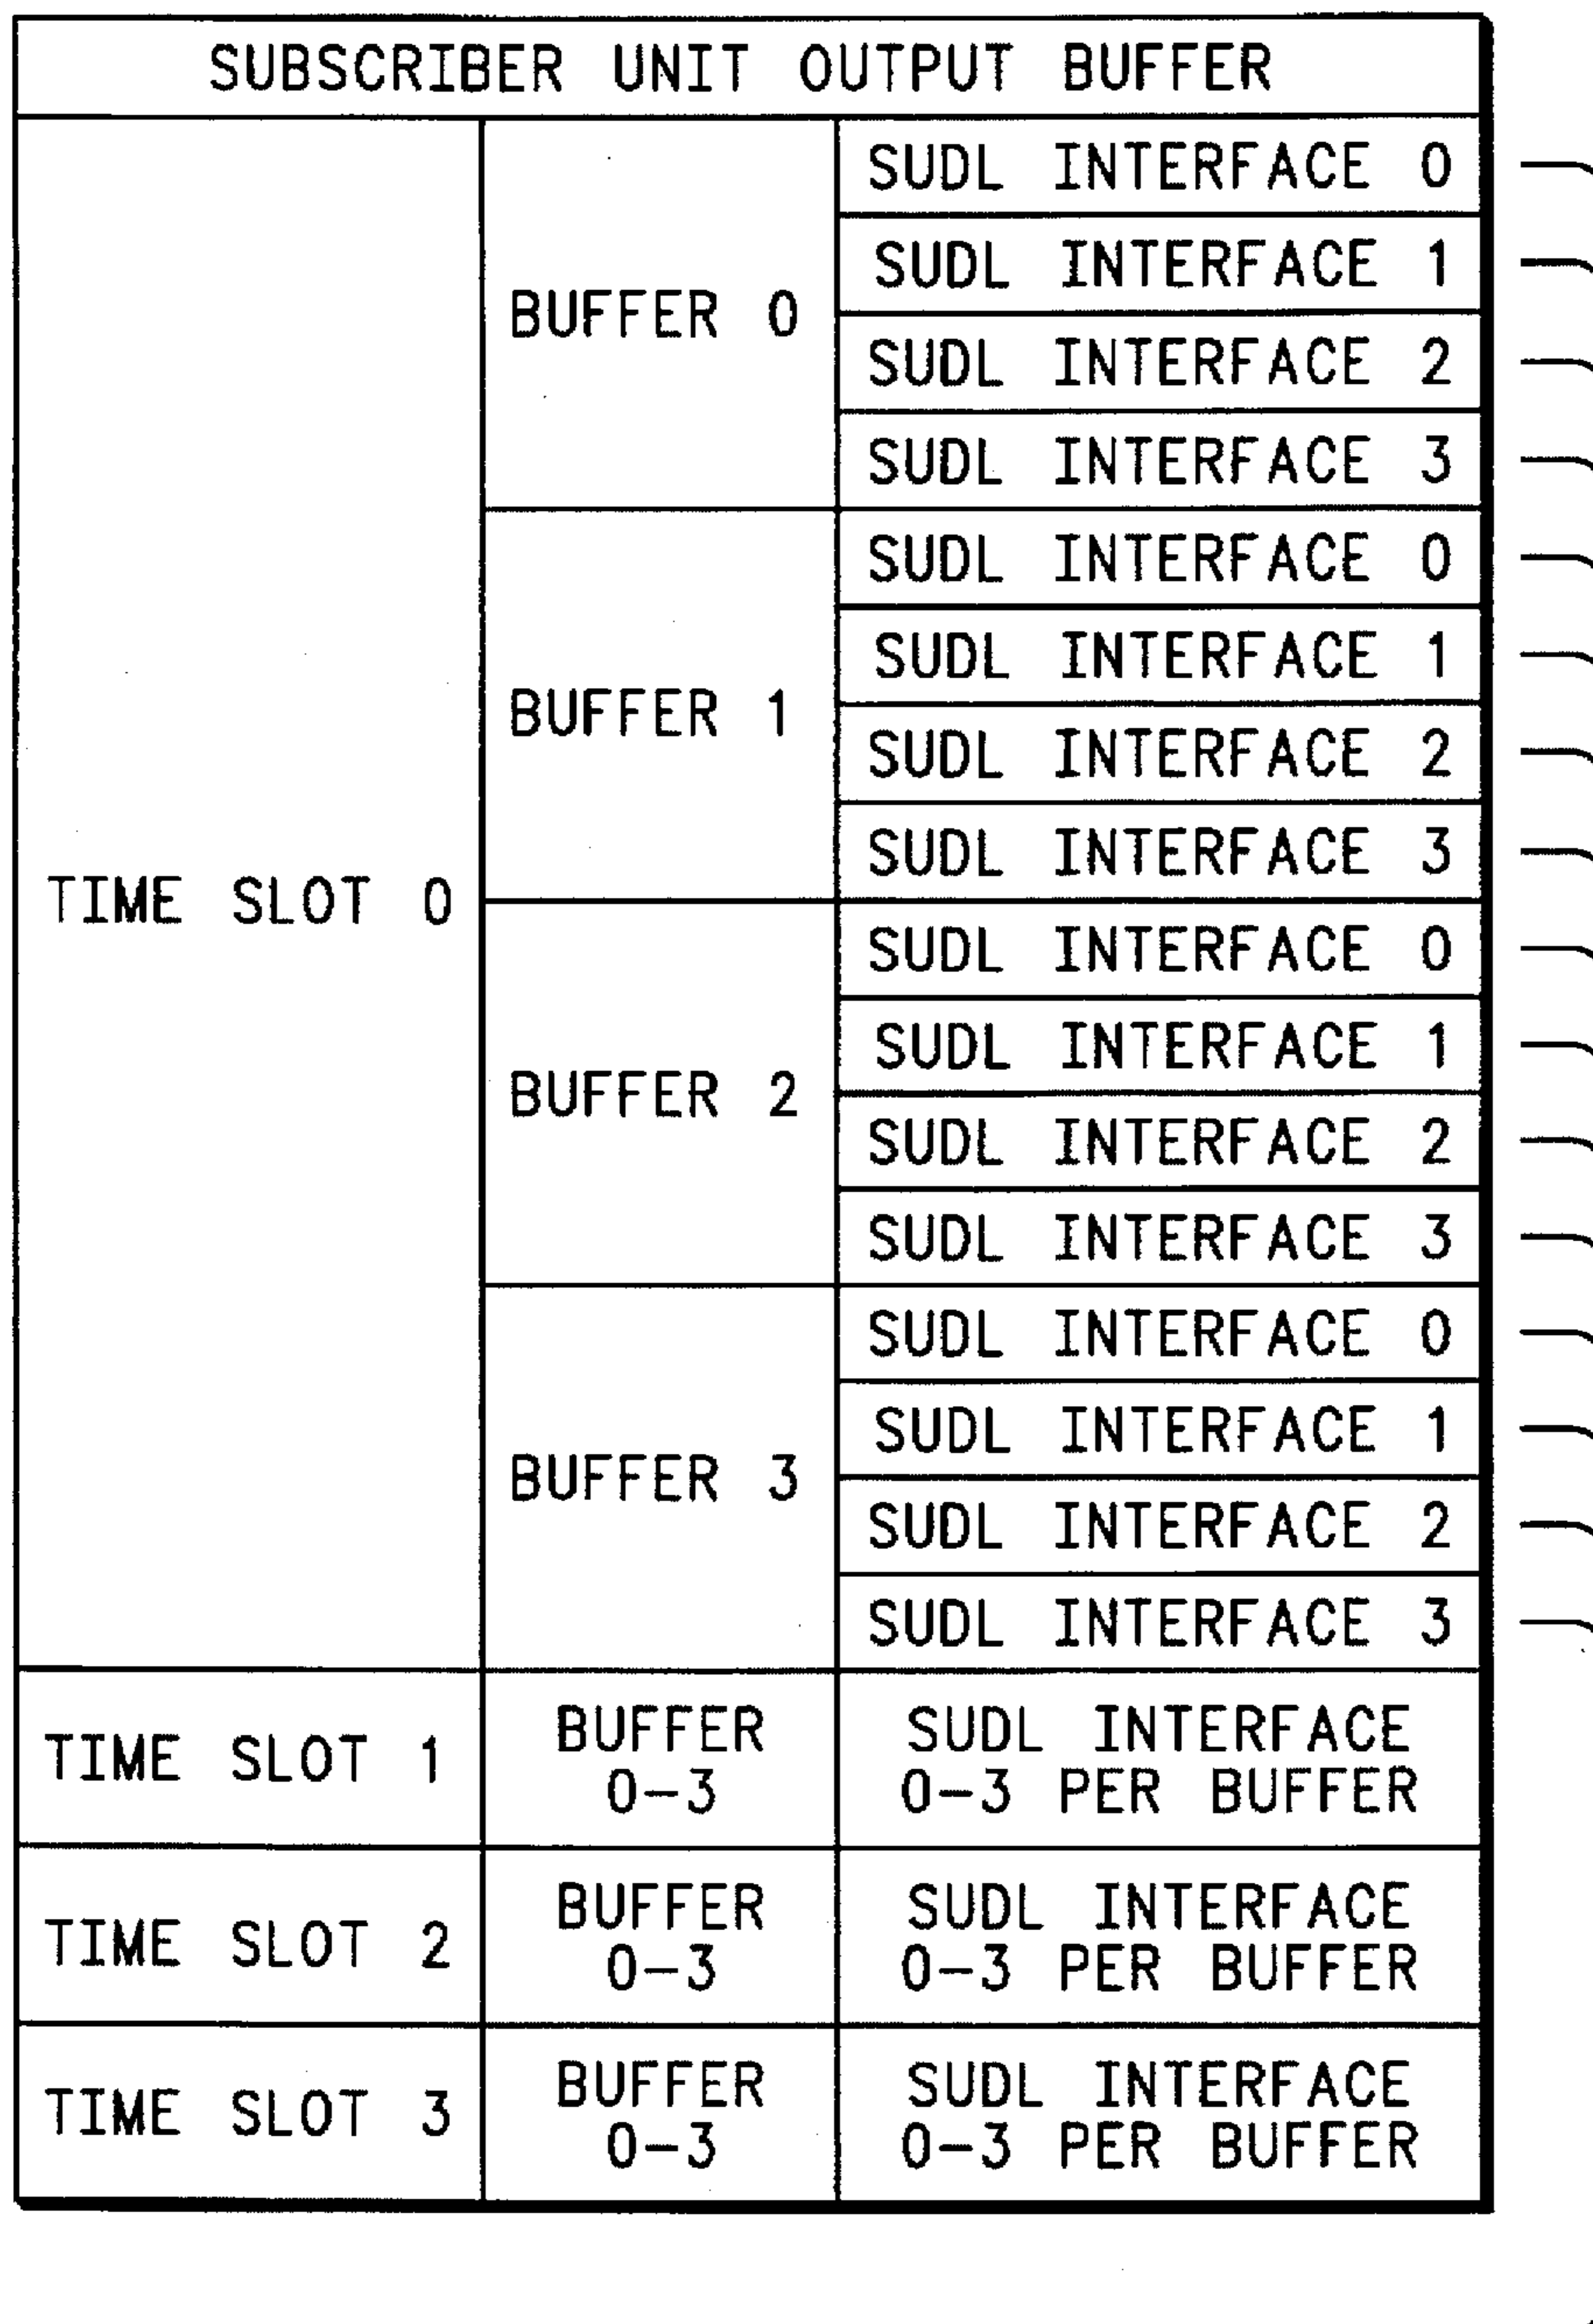 SUBSCRIBER UNIT OUTPUT BUFFER
TIME SLOT 0
BUFFER 0
SUDL INTERFACE 0
SUDL INTERFACE 1
SUDL INTERFACE 2
SUDL INTERFACE 3
BUFFER 1
SUDL INTERFACE 0
SUDL INTERFACE 1
SUDL INTERFACE 2
SUDL INTERFACE 3
BUFFER 2
SUDL INTERFACE 0
SUDL INTERFACE 1
SUDL INTERFACE 2
SUDL INTERFACE 3
BUFFER 3
SUDL INTERFACE 0
SUDL INTERFACE 1
SUDL INTERFACE 2
SUDL INTERFACE 3
TIME SLOT 1
BUFFER
0-3
SUDL INTERFACE
0-3 PER BUFFER
TIME SLOT 2
BUFFER
0-3
SUDL INTERFACE
0-3 PER BUFFER
TIME SLOT 3
BUFFER
0-3
SUDL INTERFACE
0-3 PER BUFFER